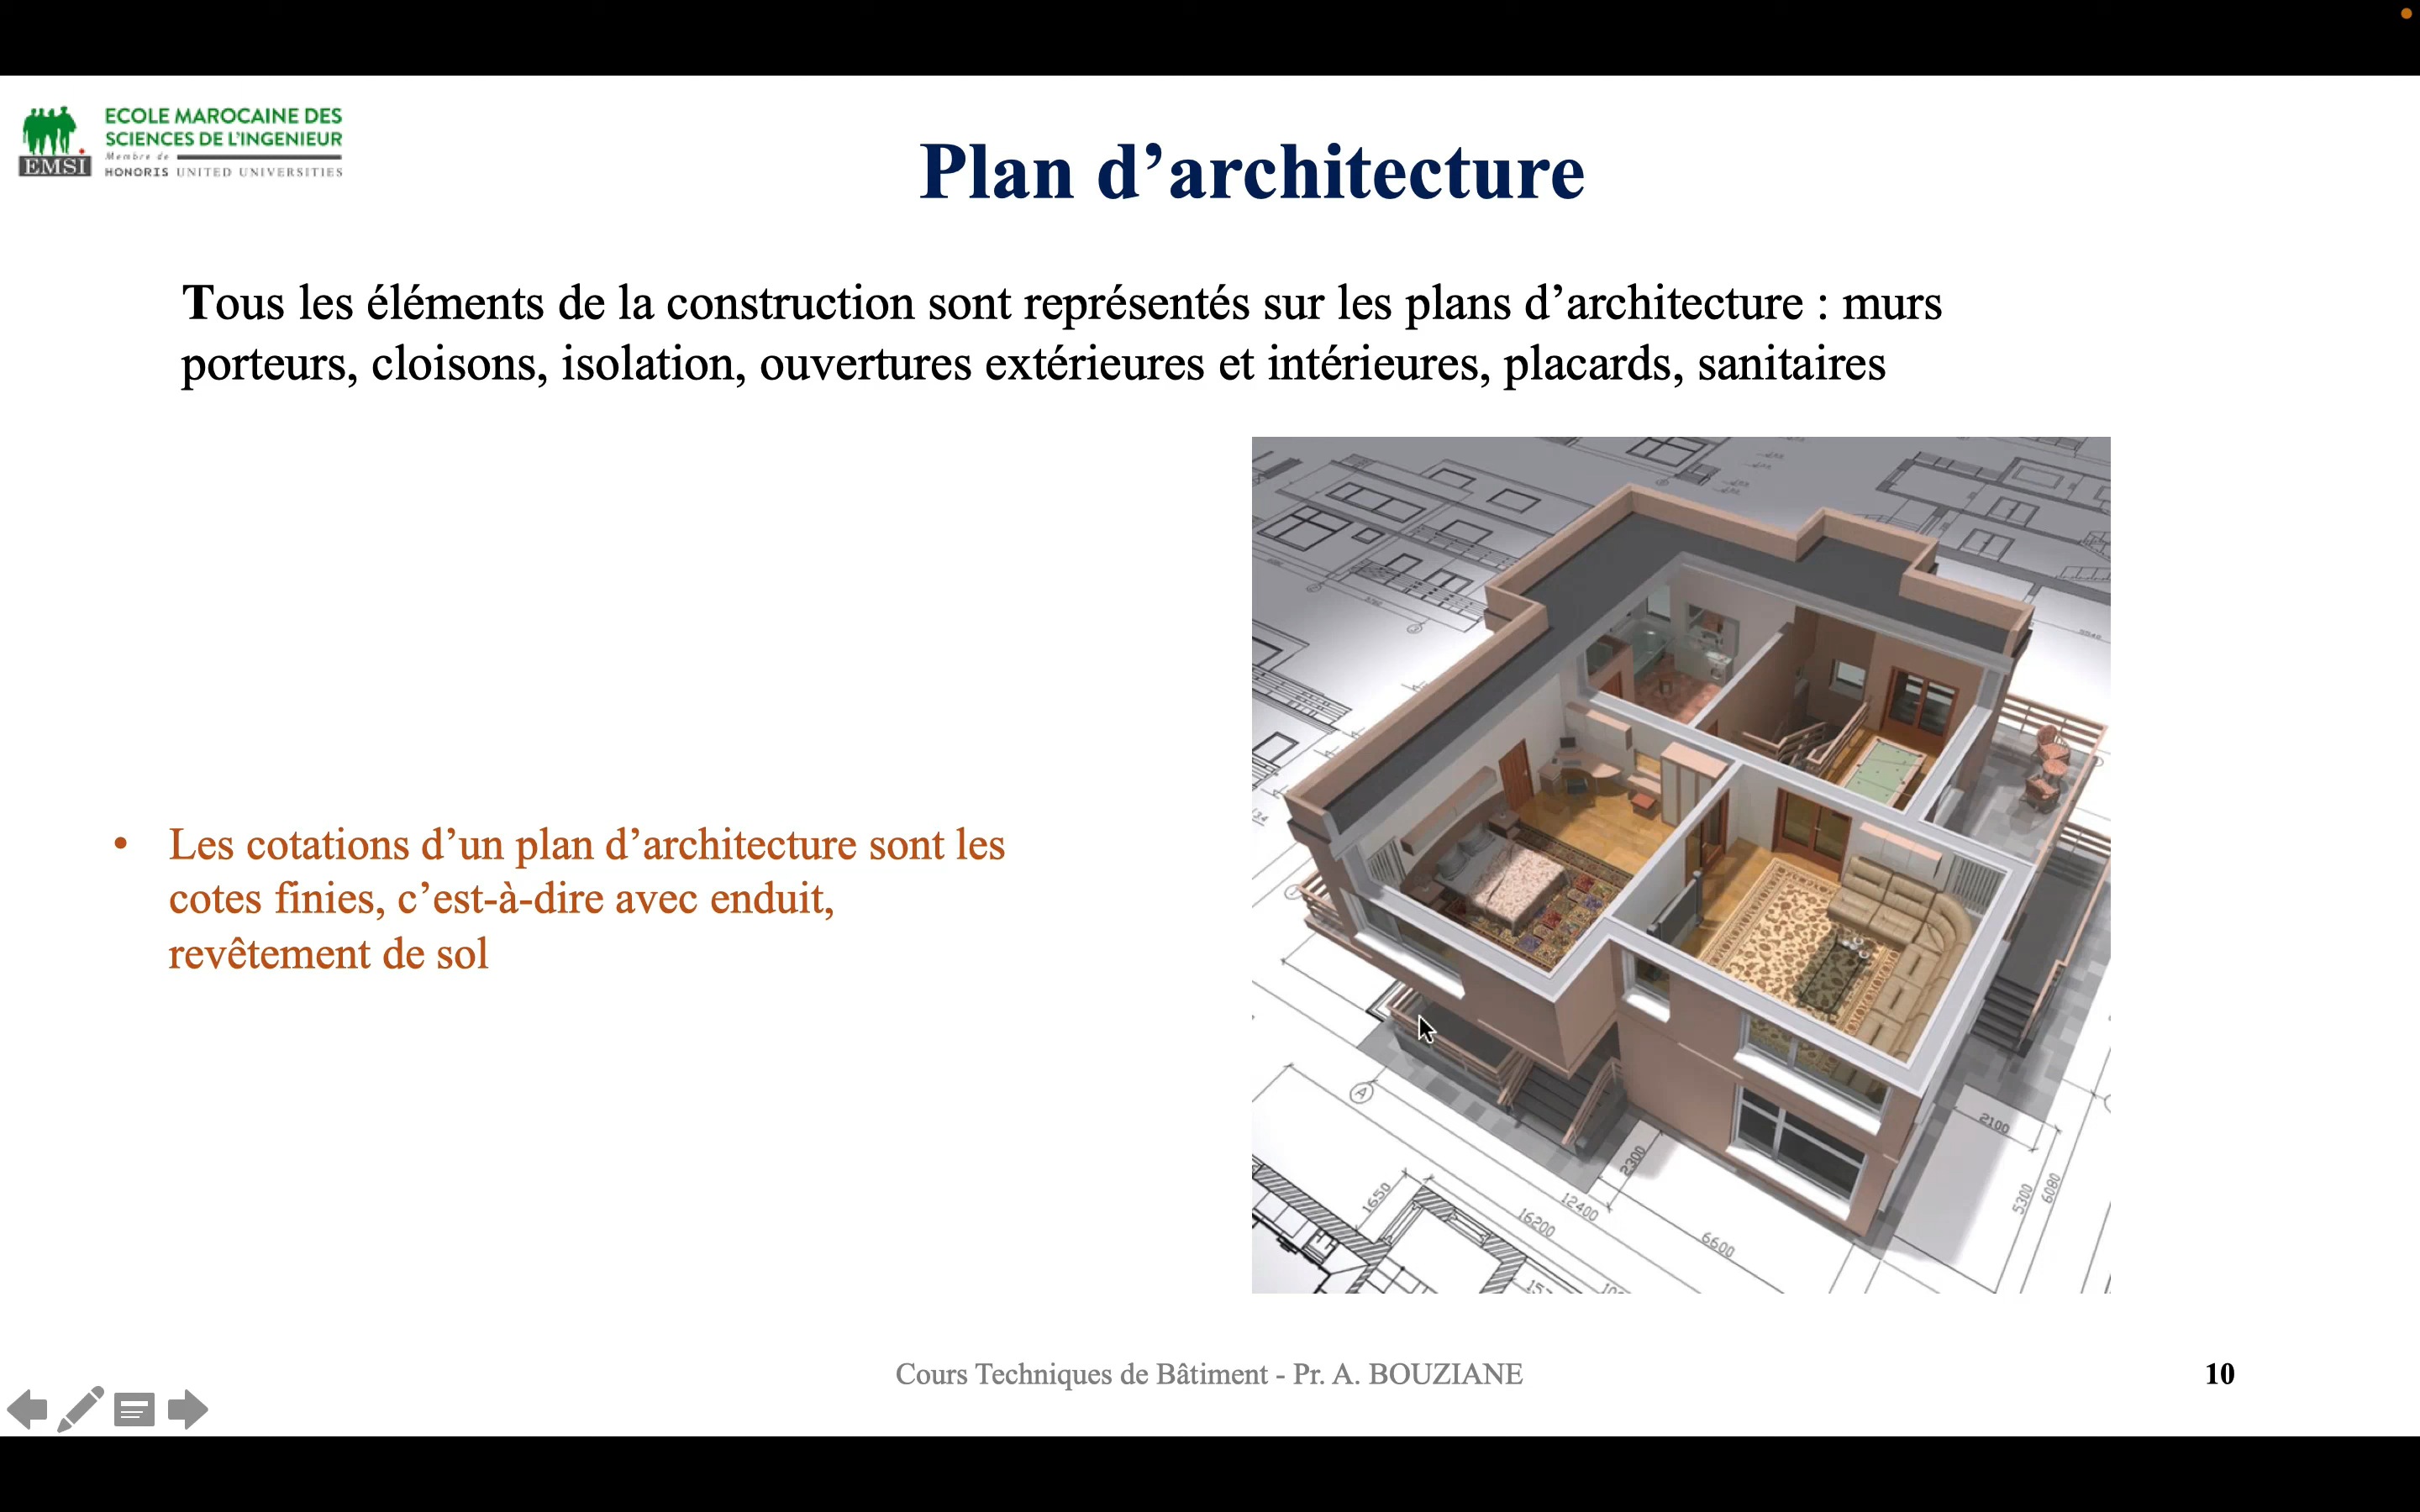 ECOLE MAROCAINE DES
SCIENCES DE L'INGENIEUR
Membre de
EMSI
HONORIS UNITED UNIVERSITIES
Plan d’architecture
Tous les éléments de la construction sont représentés sur les plans d’architecture : murs
porteurs, cloisons, isolation, ouvertures extérieures et intérieures, placards, sanitaires
• Les cotations d’un plan d’architecture sont les
cotes finies, c’est-à-dire avec enduit,
revêtement de sol
A
2100
2300
1650
12400
16200
6600
5300
6080
Cours Techniques de Bâtiment - Pr. A. BOUZIANE
10